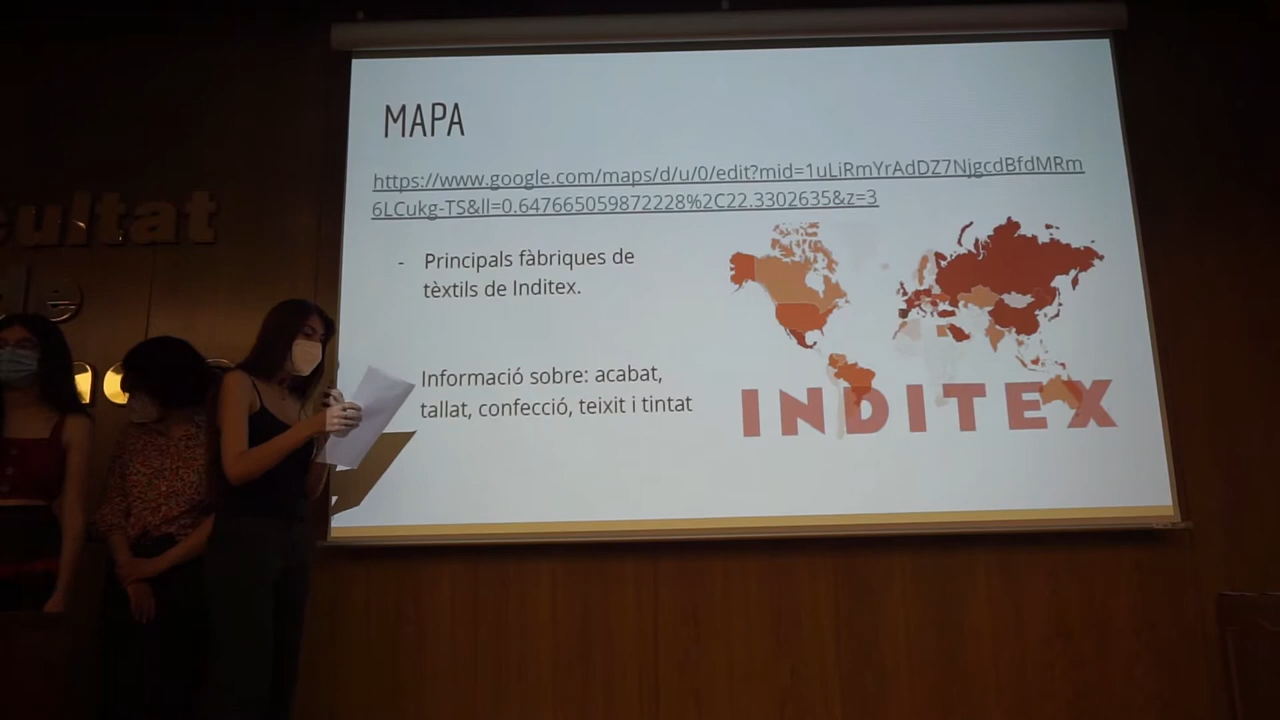 MAPA
https://www.google.com/maps/d/u/0/edit?mid=1uLiRmYrAdDZ7NjgcdBfdMRm
6LCukg-TS&ll=0.647665059872228%2C22.3302635&z=3
- Principals fàbriques de
tèxtils de Inditex.
Informació sobre: acabat,
tallat, confecció, teixit i tintat
INDITEX
cultat